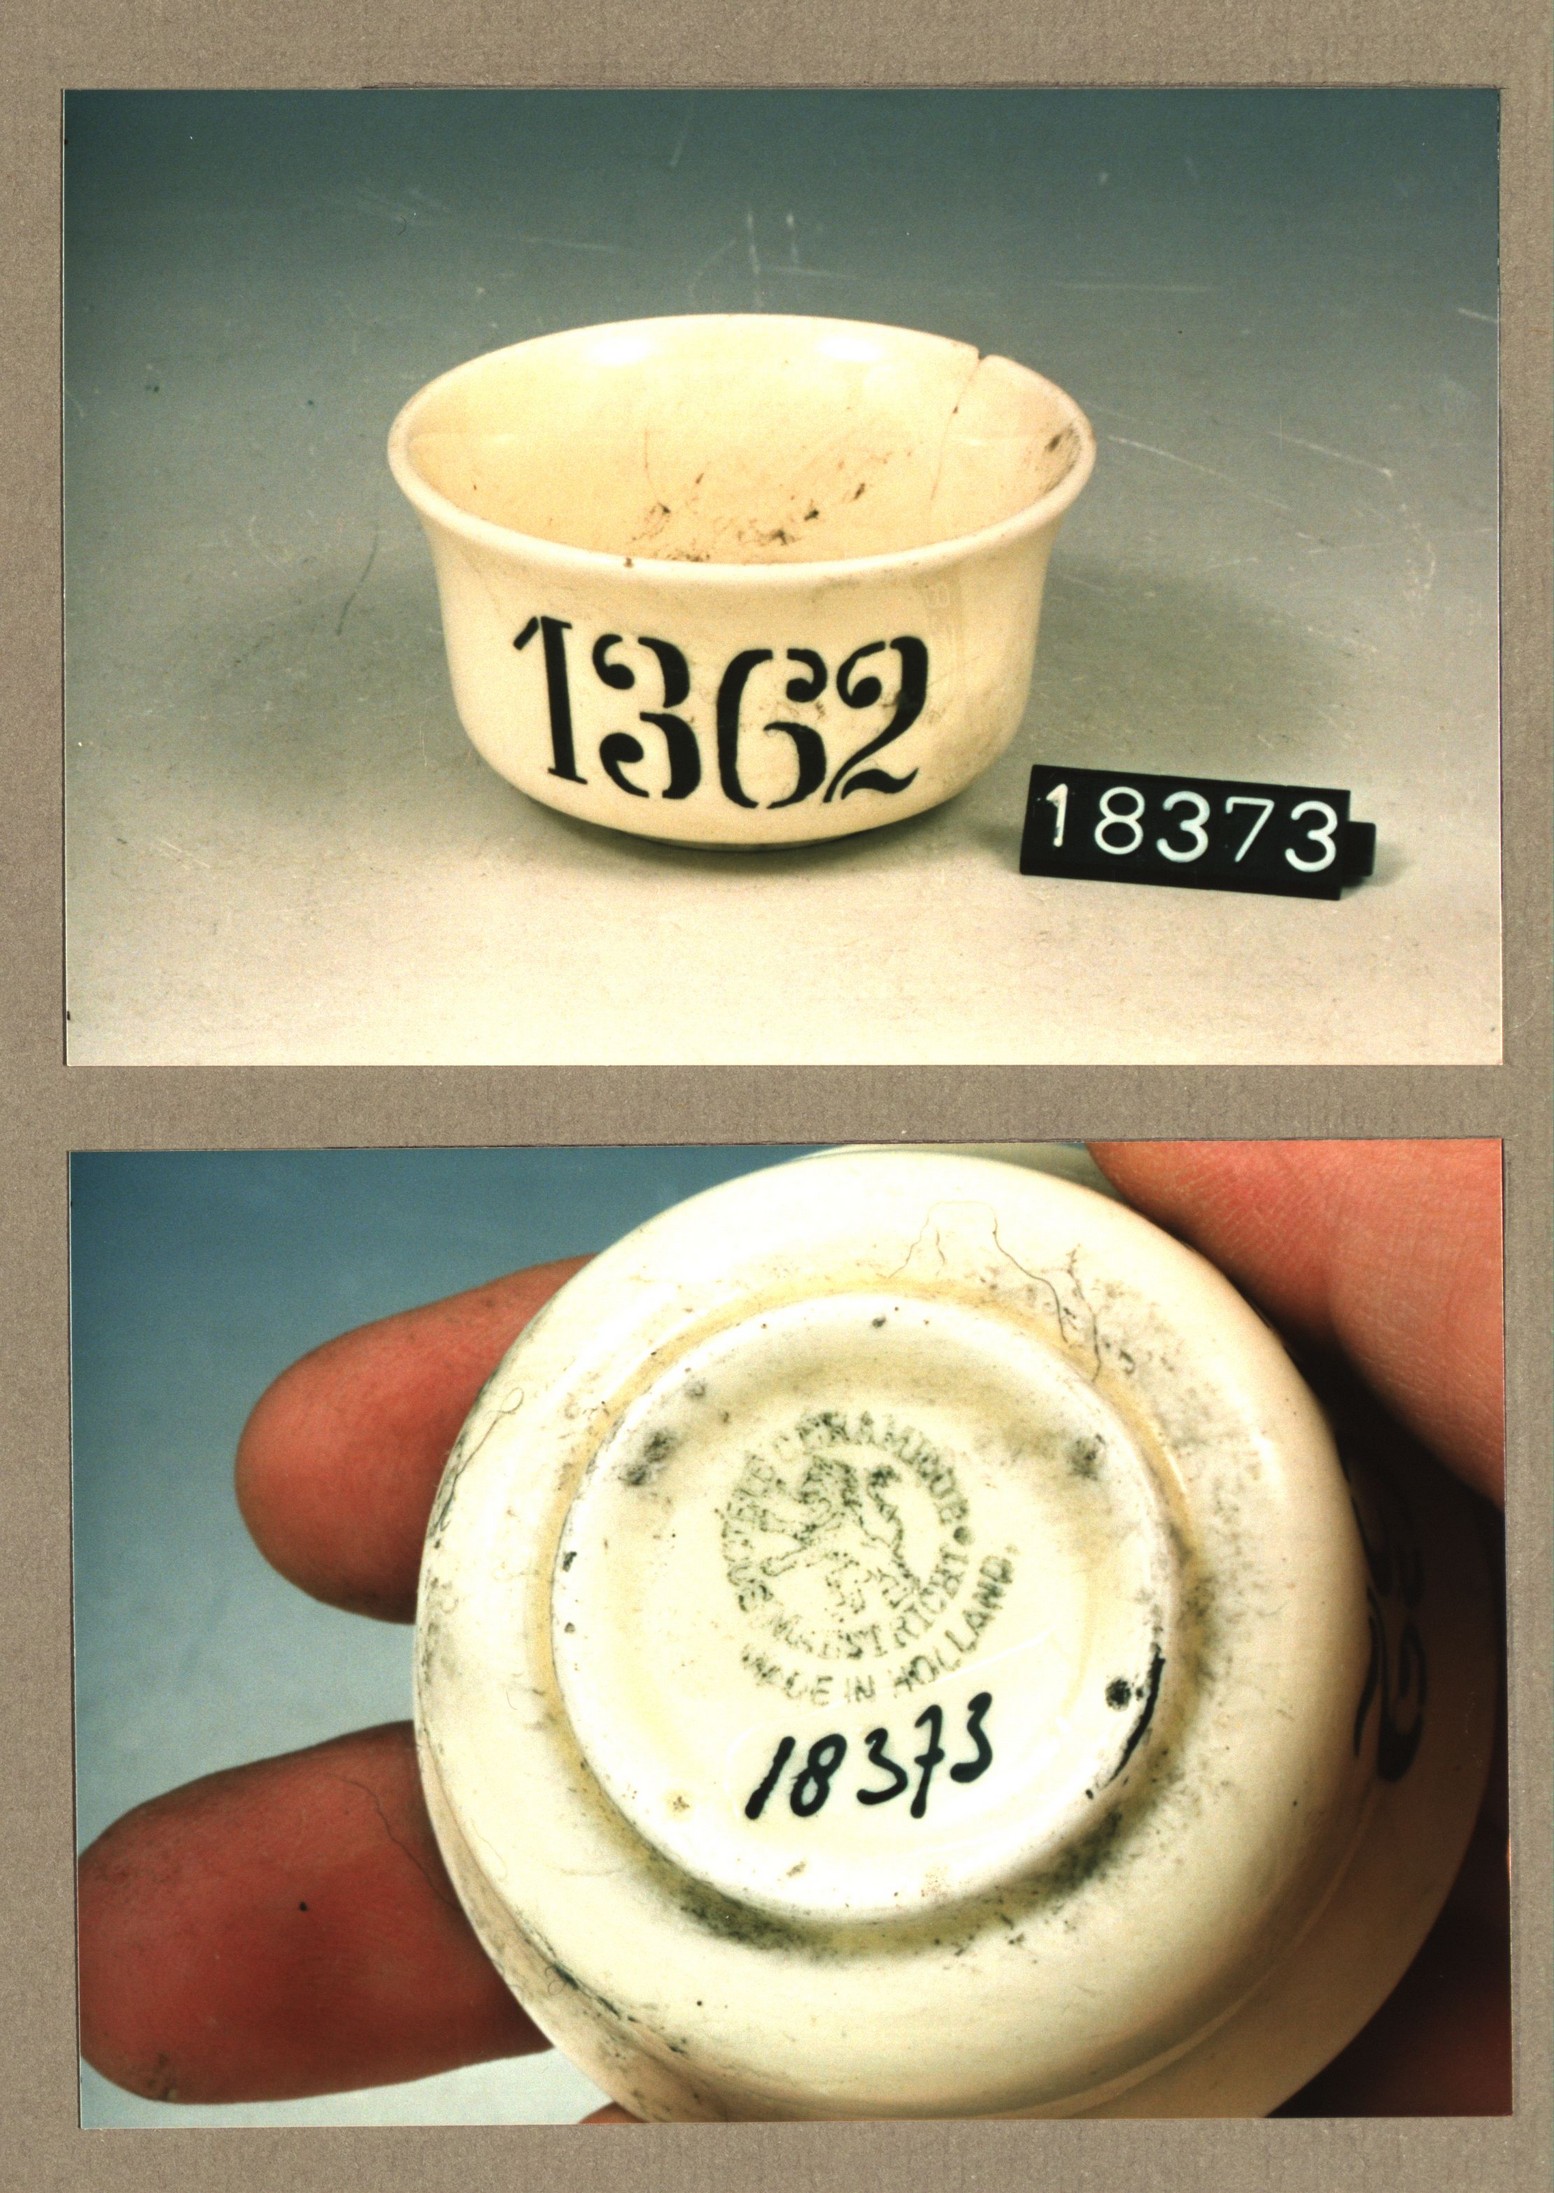 1362
18373
SOCIÉTÉ CÉRAMIQUE
MAESTRICHT
MADE IN HOLLAND.
18373